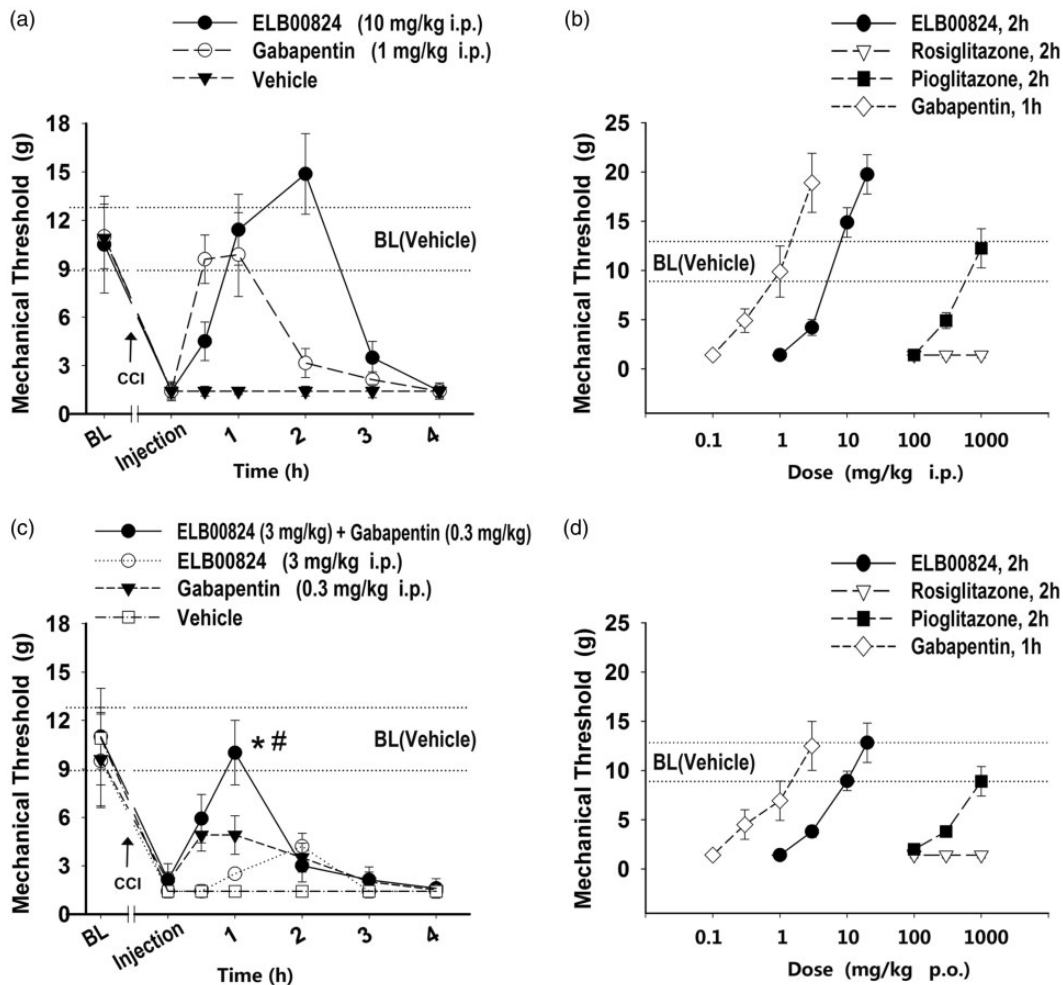 (a)
ELB00824 (10 mg/kg i.p.)
Gabapentin (1 mg/kg i.p.)
Vehicle
Mechanical Threshold (g)
18
15
12
9
6
3
0
BL(Vehicle)
CCI
BL
Injection
1
2
3
4
Time (h)
(b)
ELB00824, 2h
Rosiglitazone, 2h
Pioglitazone, 2h
Gabapentin, 1h
Mechanical Threshold (g)
25
20
15
10
5
0
BL(Vehicle)
0.1
1
10
100
1000
Dose (mg/kg i.p.)
(c)
ELB00824 (3 mg/kg) + Gabapentin (0.3 mg/kg)
ELB00824 (3 mg/kg i.p.)
Gabapentin (0.3 mg/kg i.p.)
Vehicle
Mechanical Threshold (g)
18
15
12
9
6
3
0
* #
BL(Vehicle)
CCI
BL
Injection
1
2
3
4
Time (h)
(d)
ELB00824, 2h
Rosiglitazone, 2h
Pioglitazone, 2h
Gabapentin, 1h
Mechanical Threshold (g)
25
20
15
10
5
0
BL(Vehicle)
0.1
1
10
100
1000
Dose (mg/kg p.o.)